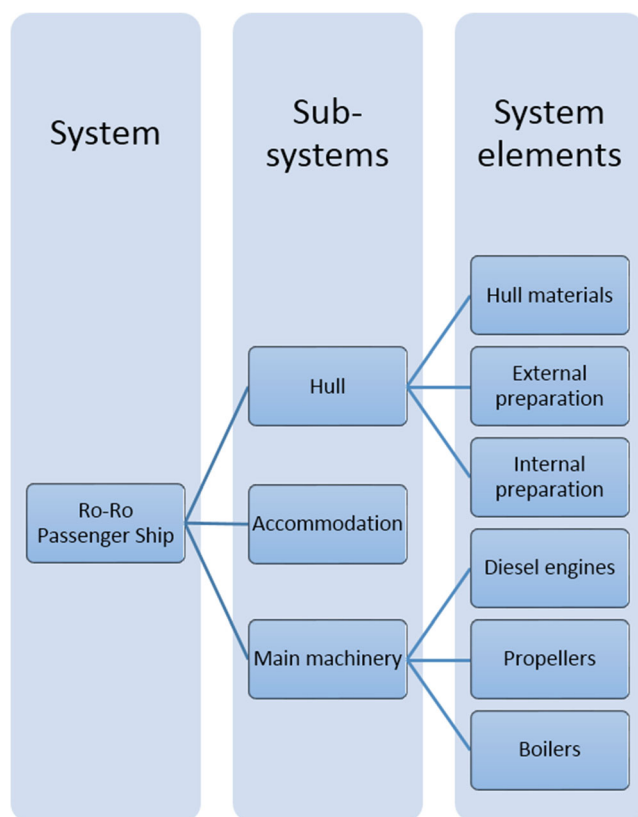 System
Sub-
systems
System
elements
Ro-Ro
Passenger Ship
Hull
Accommodation
Main machinery
Hull materials
External
preparation
Internal
preparation
Diesel engines
Propellers
Boilers